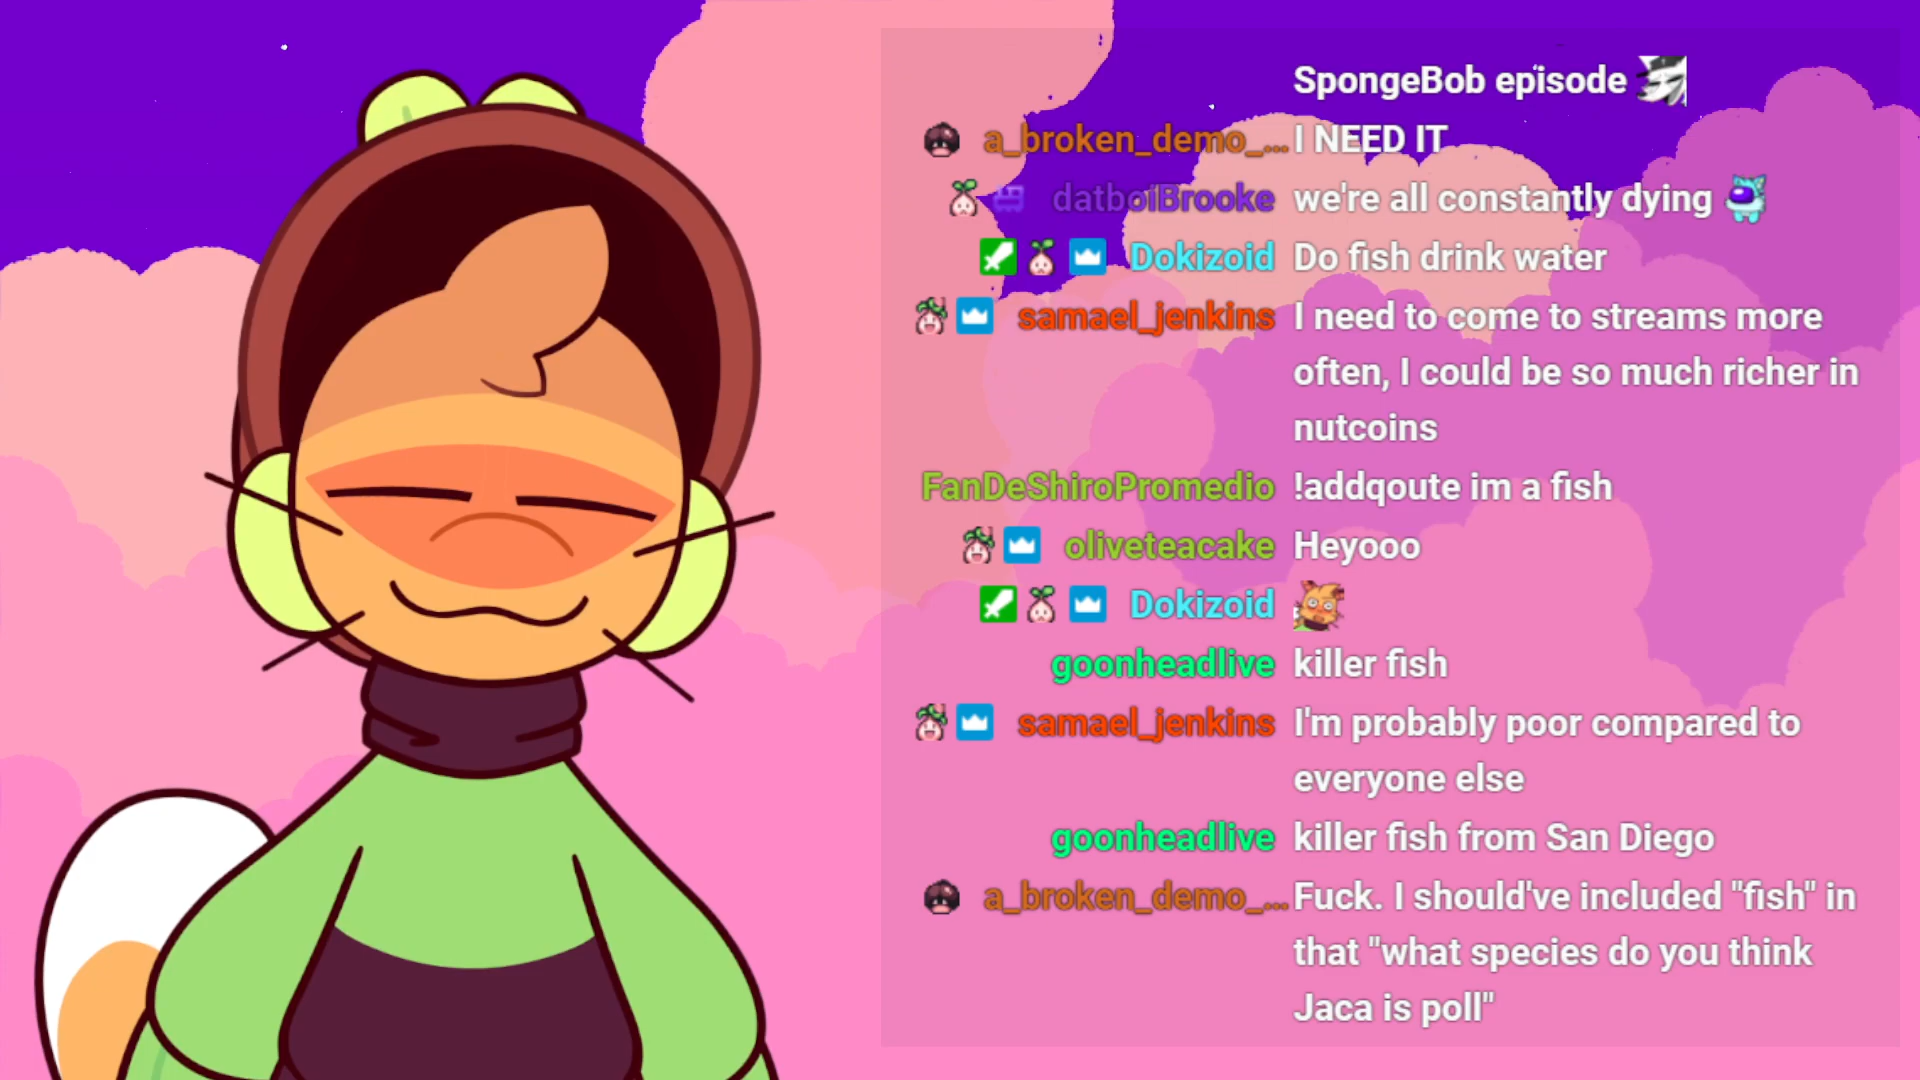 SpongeBob episode
a_broken_demo_... I NEED IT
datboiBrooke we're all constantly dying
Dokizoid Do fish drink water
samael_jenkins I need to come to streams more
often, I could be so much richer in
nutcoins
FanDeShiroPromedio !addqoute im a fish
oliveteacake Heyooo
Dokizoid
goonheadlive killer fish
samael_jenkins I'm probably poor compared to
everyone else
goonheadlive killer fish from San Diego
a_broken_demo_... Fuck. I should've included "fish" in
that "what species do you think
Jaca is poll"